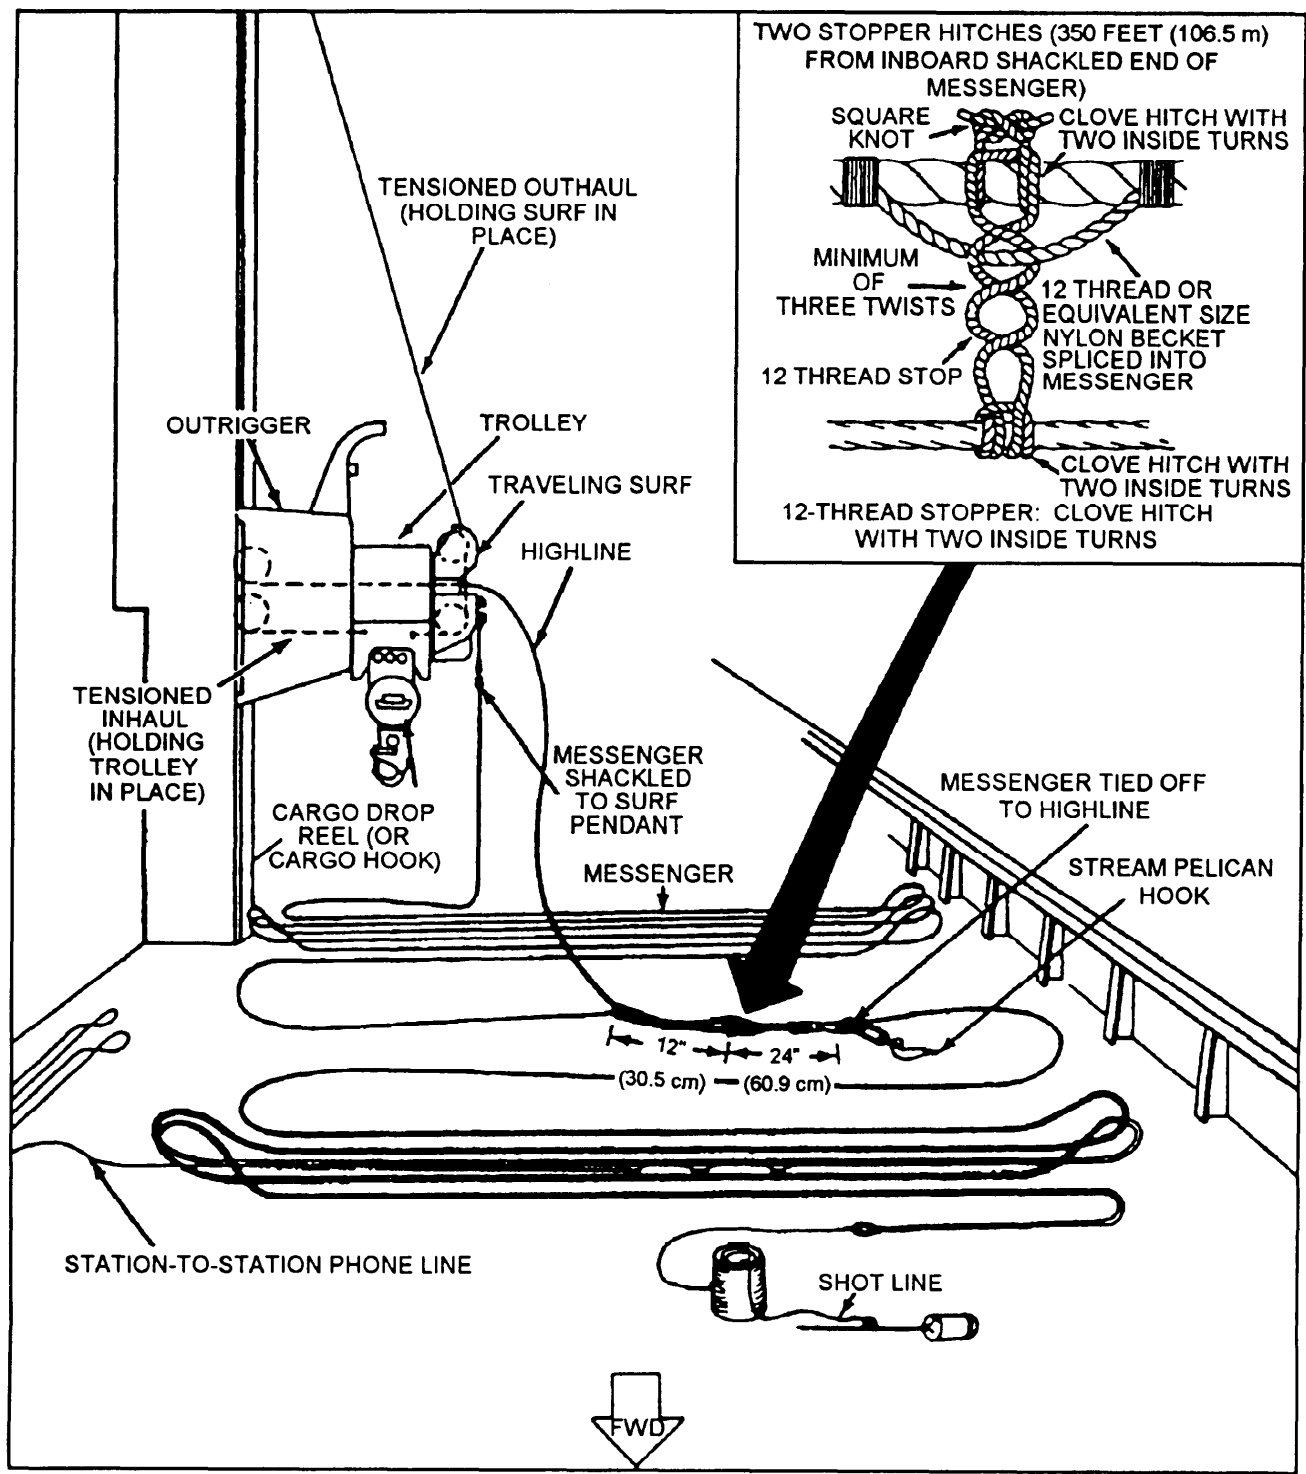 TWO STOPPER HITCHES (350 FEET (106.5 m)
FROM INBOARD SHACKLED END OF
MESSENGER)
SQUARE
KNOT
CLOVE HITCH WITH
TWO INSIDE TURNS
MINIMUM
OF
THREE TWISTS
12 THREAD OR
EQUIVALENT SIZE
NYLON BECKET
SPLICED INTO
MESSENGER
12 THREAD STOP
CLOVE HITCH WITH
TWO INSIDE TURNS
12-THREAD STOPPER: CLOVE HITCH
WITH TWO INSIDE TURNS
TENSIONED OUTHAUL
(HOLDING SURF IN
PLACE)
OUTRIGGER
TROLLEY
TRAVELING SURF
HIGHLINE
TENSIONED
INHAUL
(HOLDING
TROLLEY
IN PLACE)
MESSENGER
SHACKLED
TO SURF
PENDANT
CARGO DROP
REEL (OR
CARGO HOOK)
MESSENGER
MESSENGER TIED OFF
TO HIGHLINE
STREAM PELICAN
HOOK
12"
24"
(30.5 cm)
(60.9 cm)
STATION-TO-STATION PHONE LINE
SHOT LINE
FWD